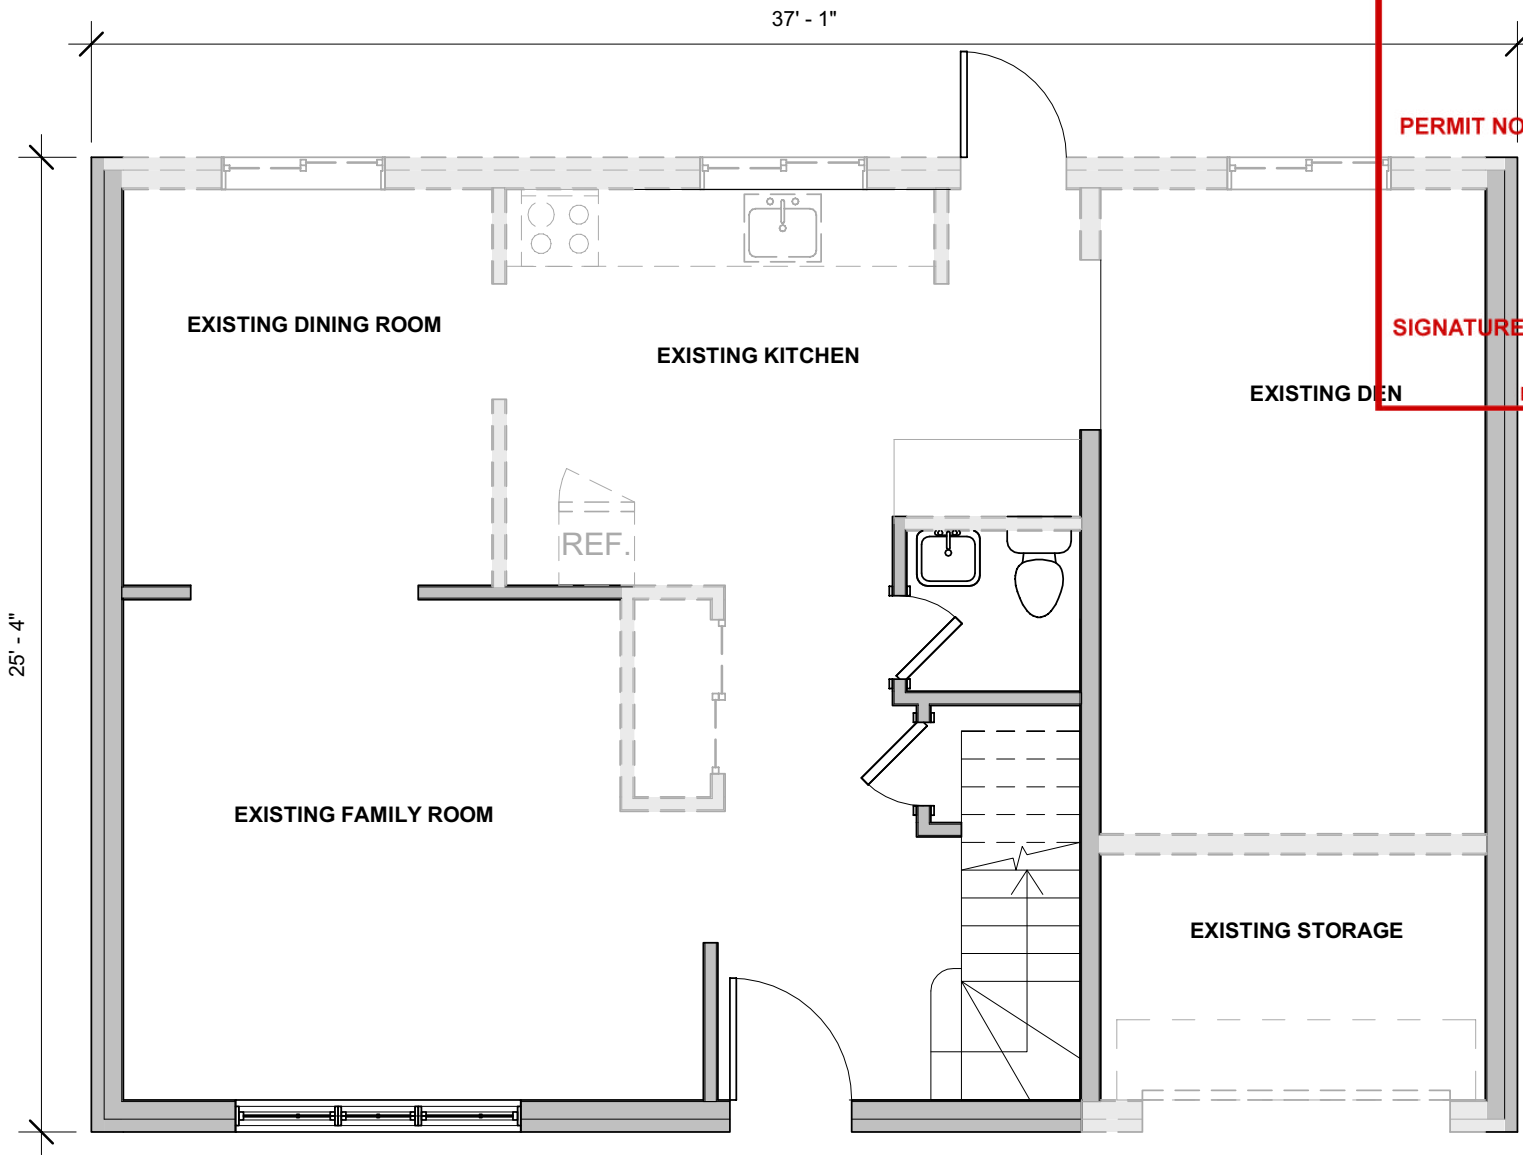 37' - 1"
PERMIT NO
SIGNATURE
EXISTING DINING ROOM
EXISTING KITCHEN
EXISTING DEN
REF.
25' - 4"
EXISTING FAMILY ROOM
EXISTING STORAGE